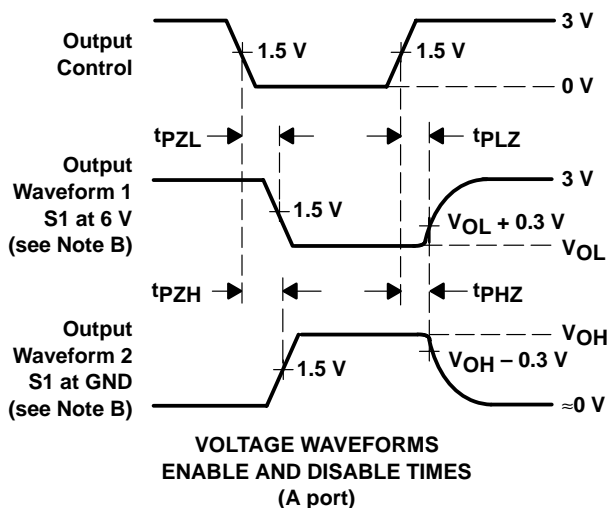 Output
Control
1.5 V
1.5 V
3 V
0 V
tPZL
tPLZ
Output
Waveform 1
S1 at 6 V
(see Note B)
1.5 V
3 V
VOL + 0.3 V
VOL
tPZH
tPHZ
Output
Waveform 2
S1 at GND
(see Note B)
1.5 V
VOH
VOH – 0.3 V
≈0 V
VOLTAGE WAVEFORMS
ENABLE AND DISABLE TIMES
(A port)